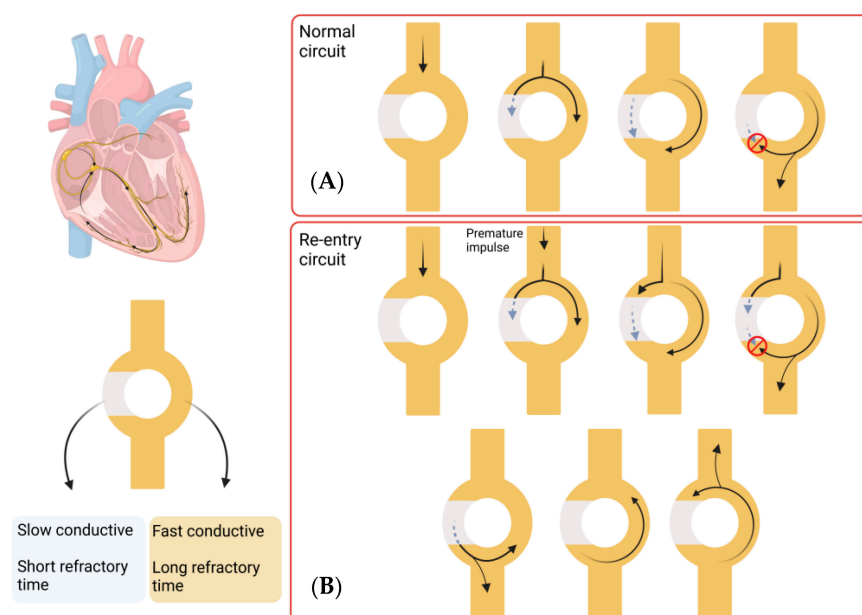 Normal
circuit
(A)
Re-entry
circuit
Premature
impulse
Slow conductive
Short refractory
time
Fast conductive
Long refractory
time
(B)